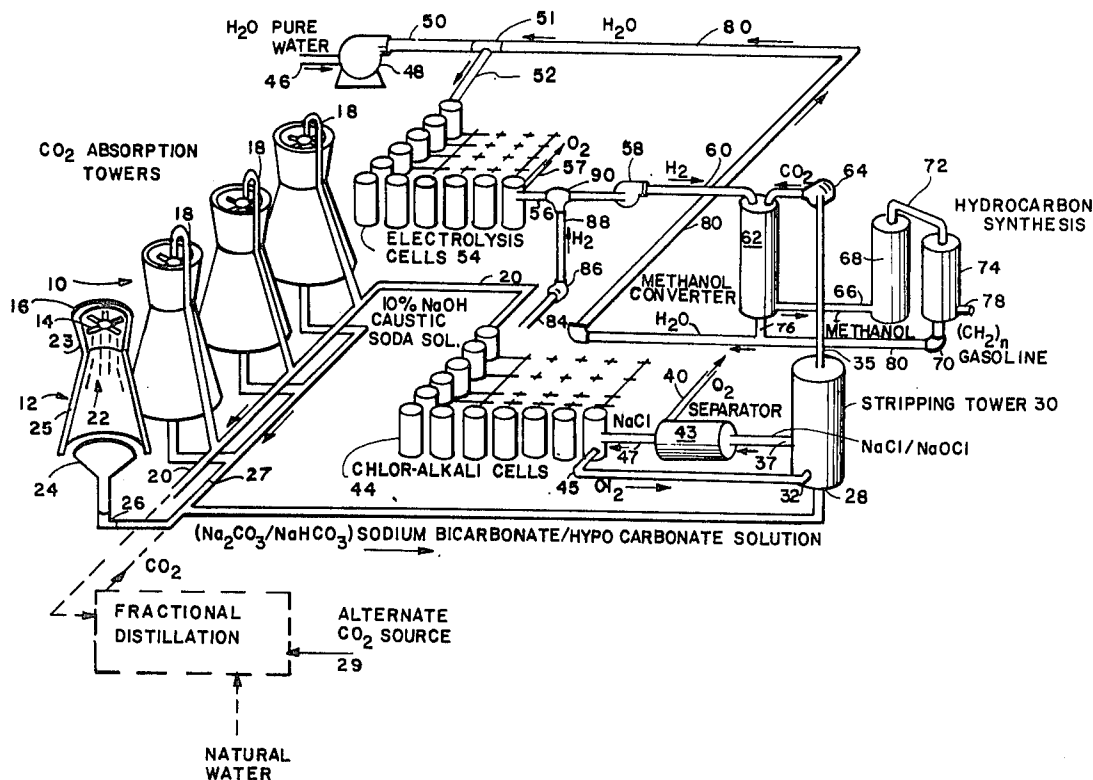 50
51
H2O
80
H2O PURE
WATER
46
48
52
18
18
18
CO2 ABSORPTION
TOWERS
O2
57
58
60
H2
CO2
64
72
HYDROCARBON
SYNTHESIS
90
56
88
H2
62
68
74
ELECTROLYSIS
CELLS 54
80
86
84
METHANOL
CONVERTER
66
78
10
16
14
23
20
10% NaOH
CAUSTIC
SODA SOL.
H2O
76
METHANOL
35
80
70
(CH2)n
GASOLINE
12
25
22
40
O2
STRIPPING TOWER 30
NaCl
SEPARATOR
43
47
37
NaCl/NaOCl
24
26
20
27
CHLOR-ALKALI CELLS
44
45
Cl2
32
28
(Na2CO3/NaHCO3) SODIUM BICARBONATE/HYPO CARBONATE SOLUTION
CO2
FRACTIONAL
DISTILLATION
ALTERNATE
CO2 SOURCE
29
NATURAL
WATER